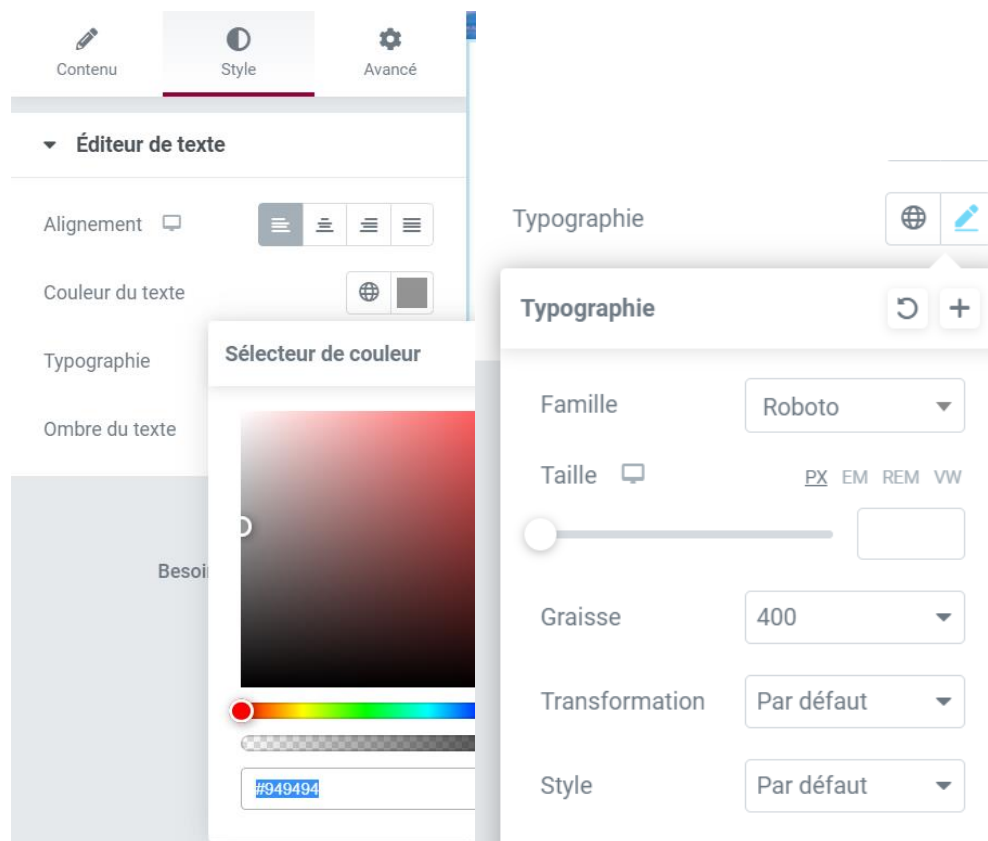 Contenu
Style
Avancé
Éditeur de texte
Alignement
Couleur du texte
Typographie
Ombre du texte
Sélecteur de couleur
#949494
Typographie
Typographie
Famille
Roboto
Taille
PX EM REM VW
Graisse
400
Transformation
Par défaut
Style
Par défaut